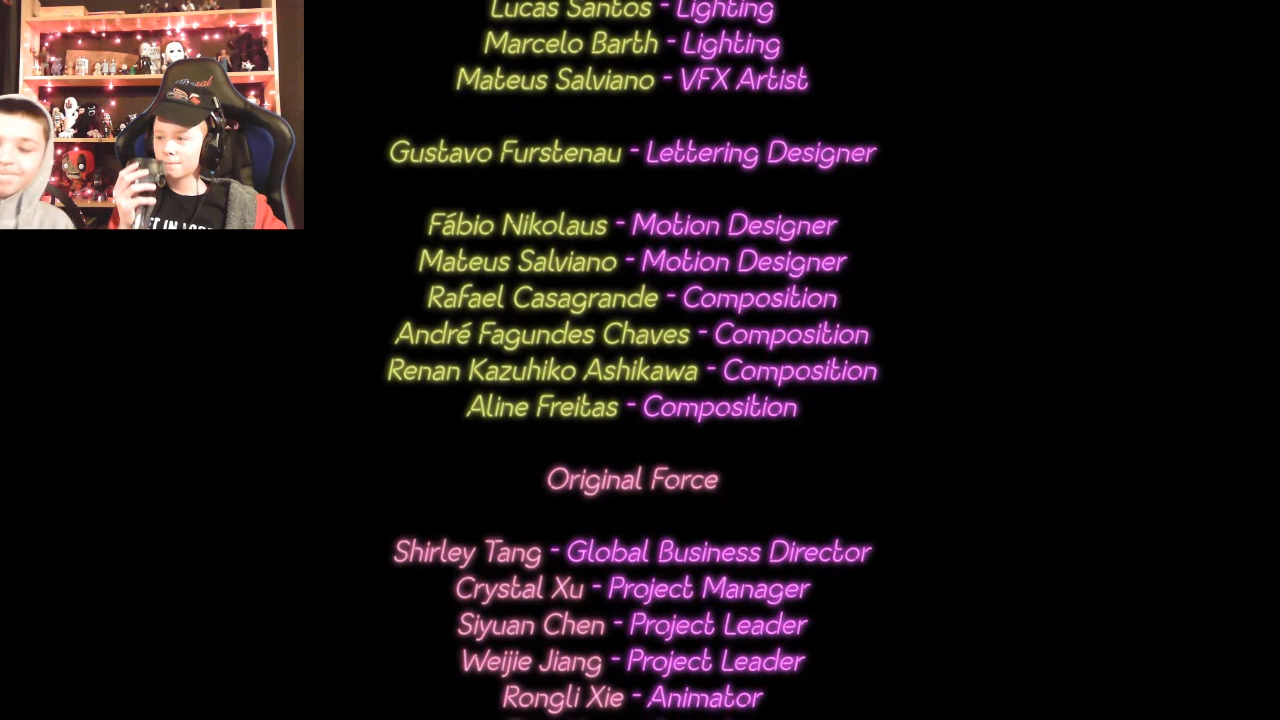 Lucas Santos - Lighting
Marcelo Barth - Lighting
Mateus Salviano - VFX Artist
Gustavo Furstenau - Lettering Designer
Fábio Nikolaus - Motion Designer
Mateus Salviano - Motion Designer
Rafael Casagrande - Composition
André Fagundes Chaves - Composition
Renan Kazuhiko Ashikawa - Composition
Aline Freitas - Composition
Original Force
Shirley Tang - Global Business Director
Crystal Xu - Project Manager
Siyuan Chen - Project Leader
Weijie Jiang - Project Leader
Rongli Xie - Animator